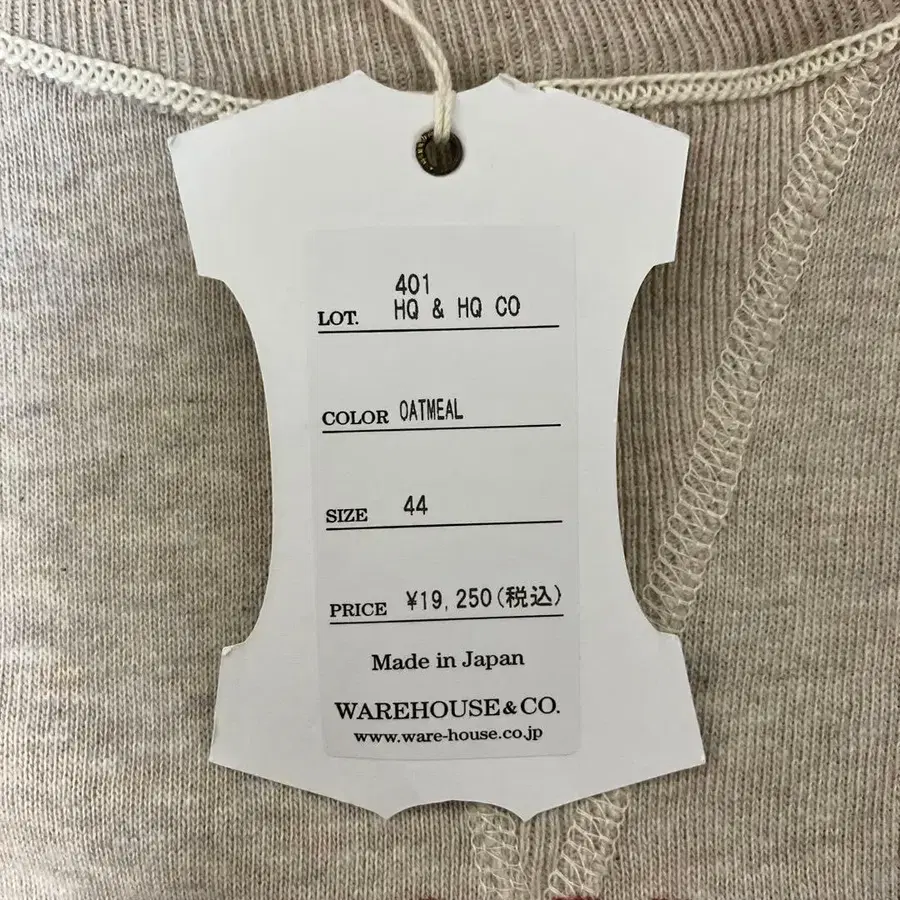 401
LOT. HQ & HQ CO
COLOR OATMEAL
SIZE 44
PRICE ¥19,250(税込)
Made in Japan
WAREHOUSE & CO.
www.ware-house.co.jp